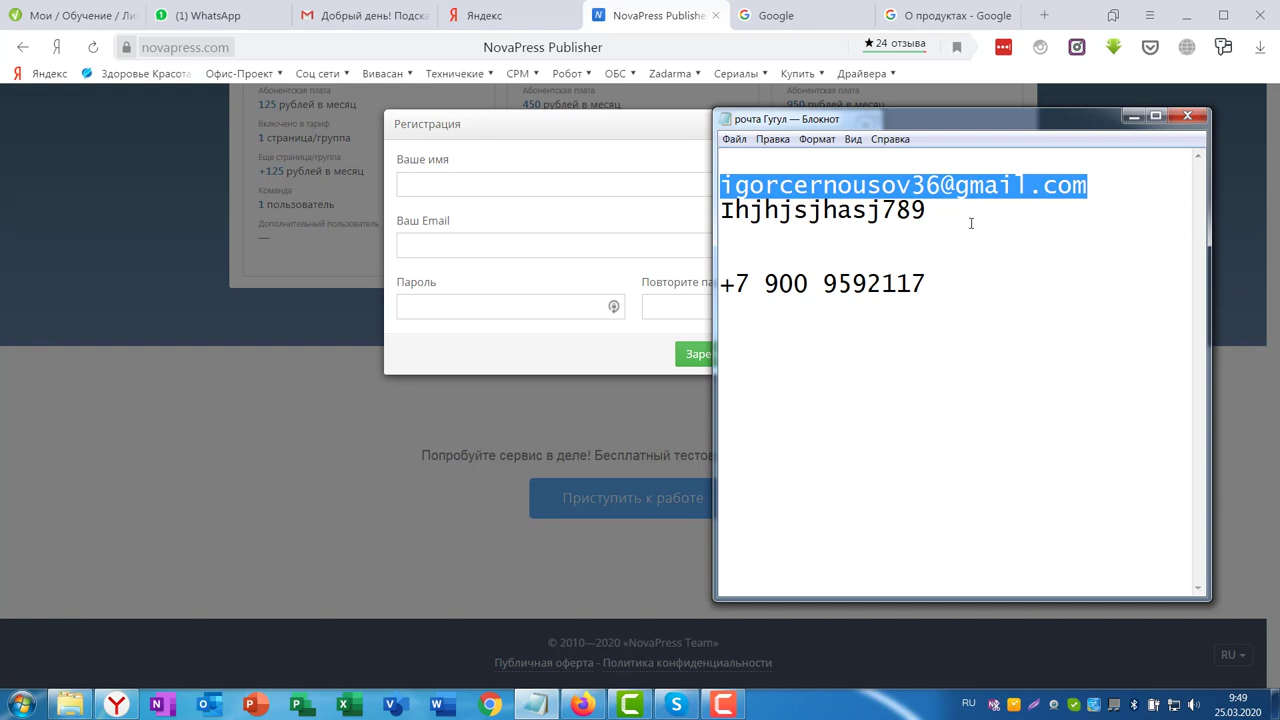 Мои / Обучение / Ли
(1) WhatsApp
Добрый день! Подска
Яндекс
NovaPress Publishe
Google
О продуктах - Google
novapress.com
NovaPress Publisher
★24 отзыва
Яндекс
Здоровье Красота
Офис-Проект
Соц сети
Вивасан
Техничекие
СРМ
Робот
ОБС
Zadarma
Сериалы
Купить
Драйвера
Абонентская плата
125 рублей в месяц
Включено в тариф
1 страница/группа
Еще страница/группа
+125 рублей в месяц
Команда
1 пользователь
Дополнительный пользователь
—
Абонентская плата
450 рублей в месяц
Абонентская плата
950 рублей в месяц
Регистрация
Ваше имя
Ваш Email
Пароль
Повторите па
Заре
рочта Гугул — Блокнот
Файл Правка Формат Вид Справка
igorcernousov36@gmail.com
Ihjhjsjhasj789
+7 900 9592117
Попробуйте сервис в деле! Бесплатный тестов
Приступить к работе
© 2010—2020 «NovaPress Team»
Публичная оферта - Политика конфиденциальности
RU
RU
9:49
25.03.2020